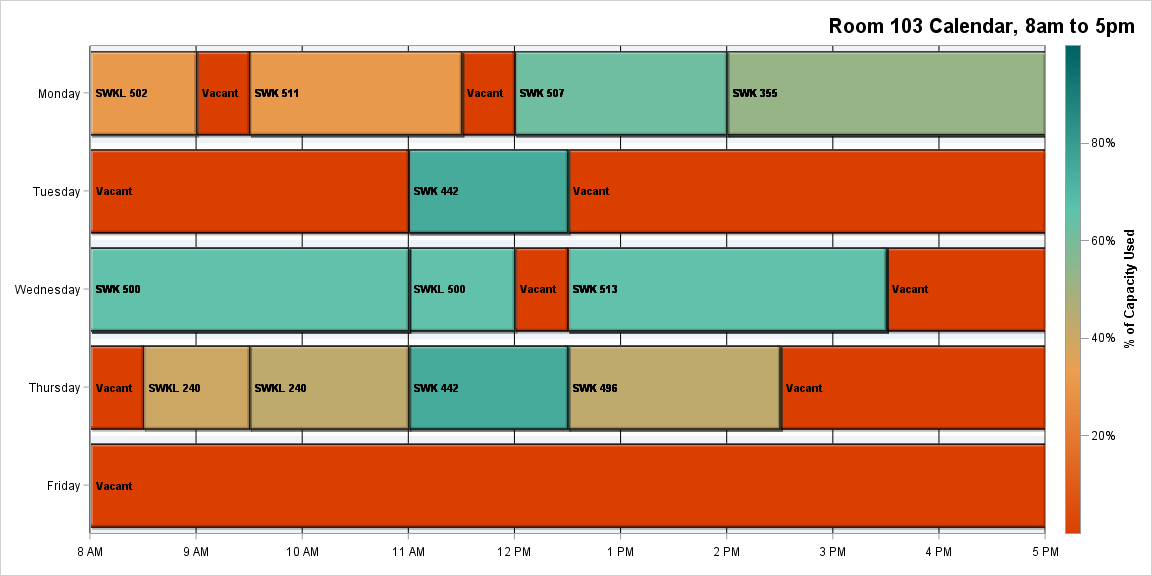 Room 103 Calendar, 8am to 5pm
Monday
SWKL 502
Vacant
SWK 511
Vacant
SWK 507
SWK 355
Tuesday
Vacant
SWK 442
Vacant
Wednesday
SWK 500
SWKL 500
Vacant
SWK 513
Vacant
Thursday
Vacant
SWKL 240
SWKL 240
SWK 442
SWK 496
Vacant
Friday
Vacant
8 AM
9 AM
10 AM
11 AM
12 PM
1 PM
2 PM
3 PM
4 PM
5 PM
80%
60%
40%
20%
% of Capacity Used